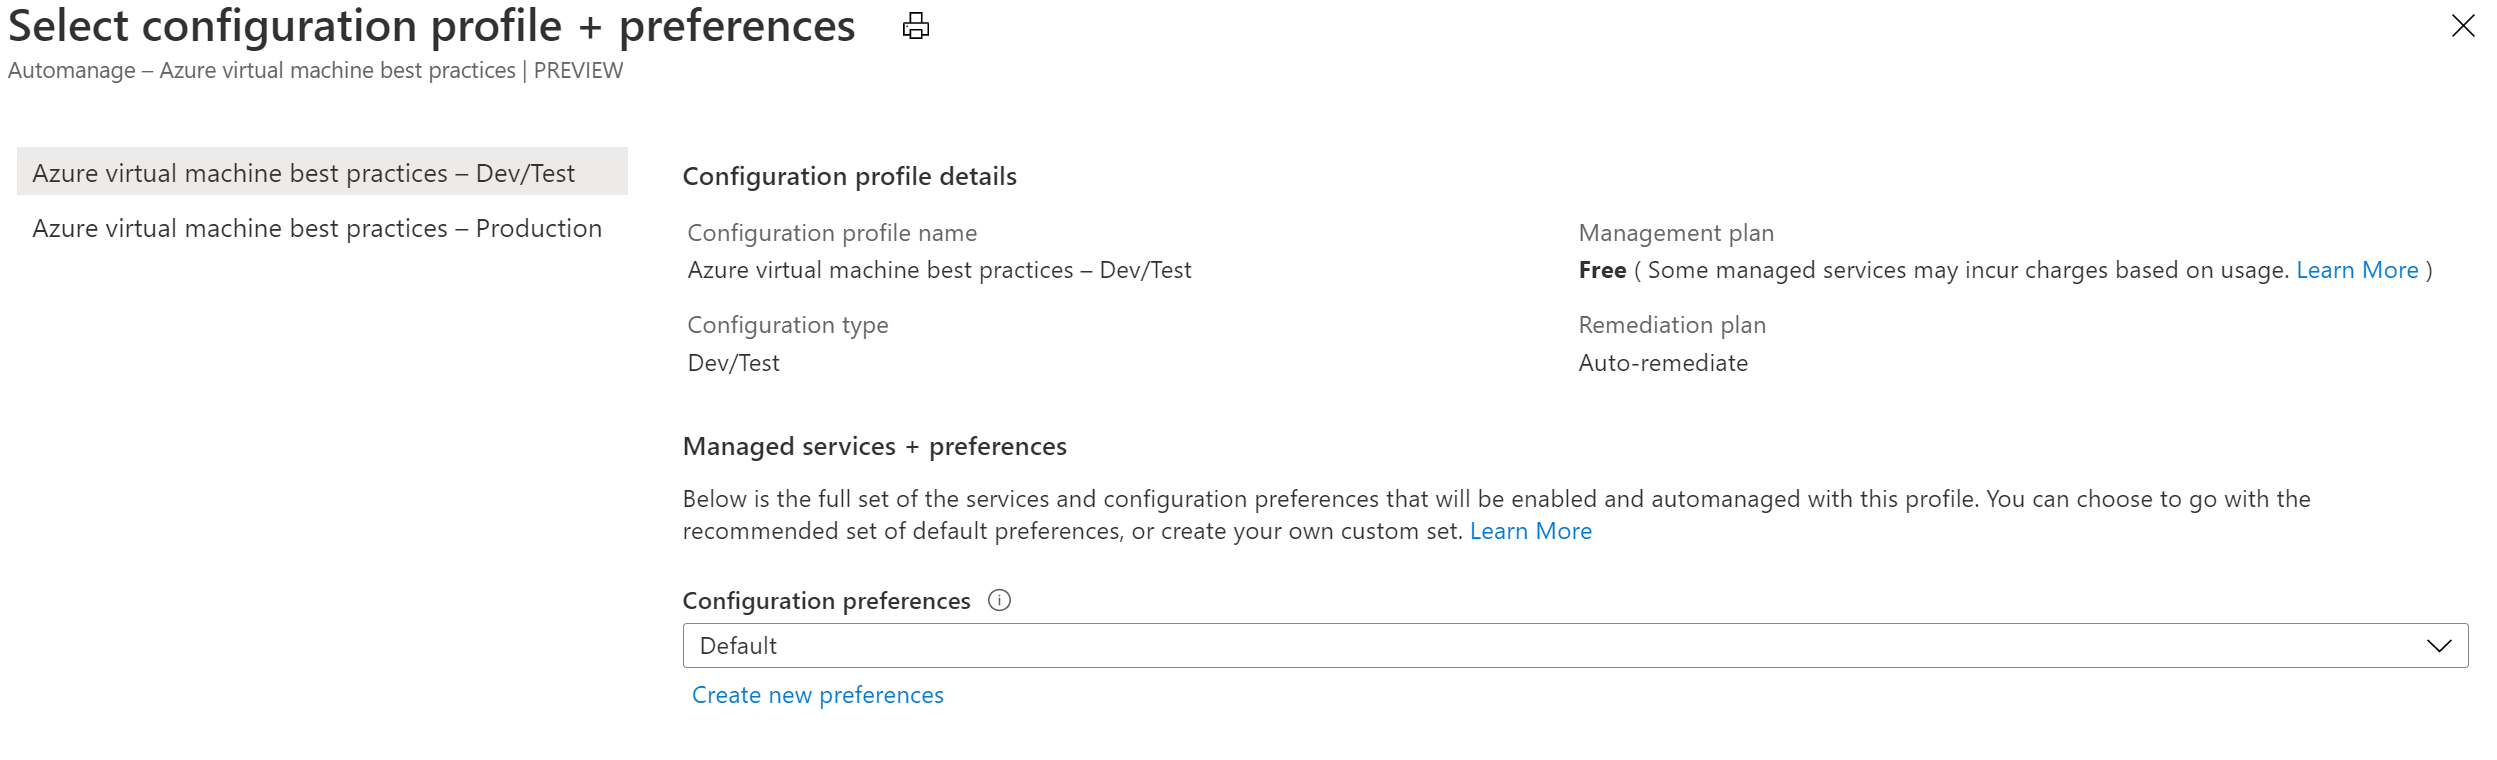 Select configuration profile + preferences
Automanage – Azure virtual machine best practices | PREVIEW
Azure virtual machine best practices – Dev/Test
Azure virtual machine best practices – Production
Configuration profile details
Configuration profile name
Azure virtual machine best practices – Dev/Test
Management plan
Free ( Some managed services may incur charges based on usage. Learn More )
Configuration type
Dev/Test
Remediation plan
Auto-remediate
Managed services + preferences
Below is the full set of the services and configuration preferences that will be enabled and automanaged with this profile. You can choose to go with the
recommended set of default preferences, or create your own custom set. Learn More
Configuration preferences
Default
Create new preferences